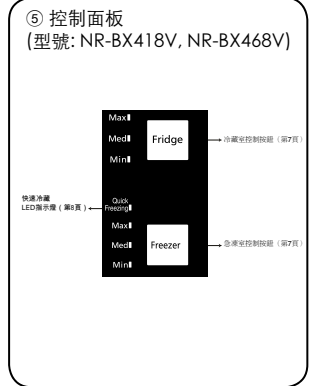 ⑤ 控制面板
(型號: NR-BX418V, NR-BX468V)
Max
Med
Min
Fridge
冷藏室控制按鈕（第7頁）
快速冷藏
LED指示燈（第8頁）
Quick
Freezing
Max
Med
Min
Freezer
急凍室控制按鈕（第7頁）